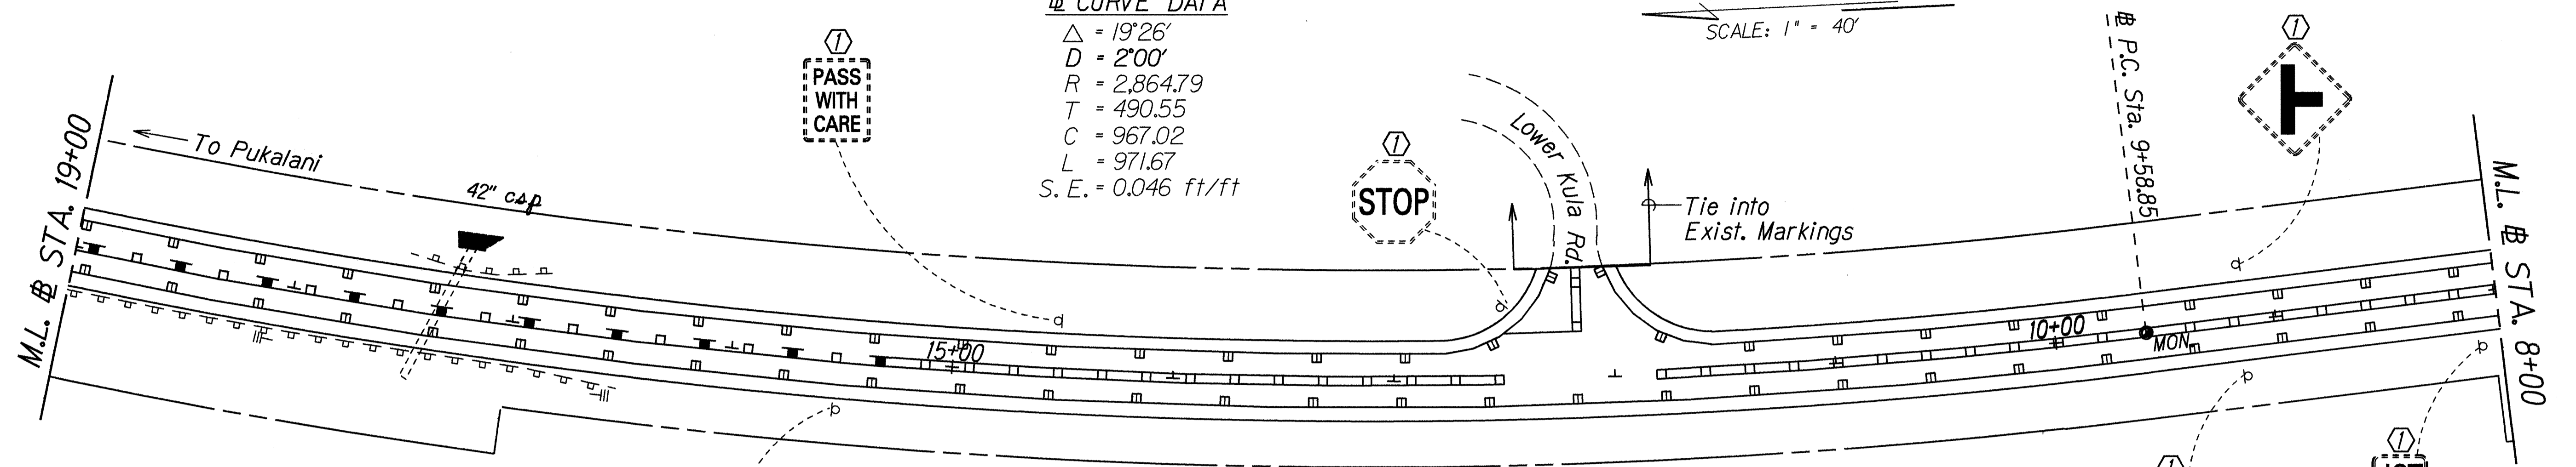 ℄ CURVE DATA
△ = 19°26′
D = 2°00′
R = 2,864.79
T = 490.55
C = 967.02
L = 971.67
S.E. = 0.046 ft/ft
SCALE: 1" = 40′
1
PASS
WITH
CARE
1
STOP
1
To Pukalani
42" csp
Lower Kula Rd.
Tie into
Exist. Markings
℄ P.C. Sta. 9+58.85
M.L. ℄ STA. 19+00
M.L. ℄ STA. 8+00
15+00
10+00
MON.
1
1